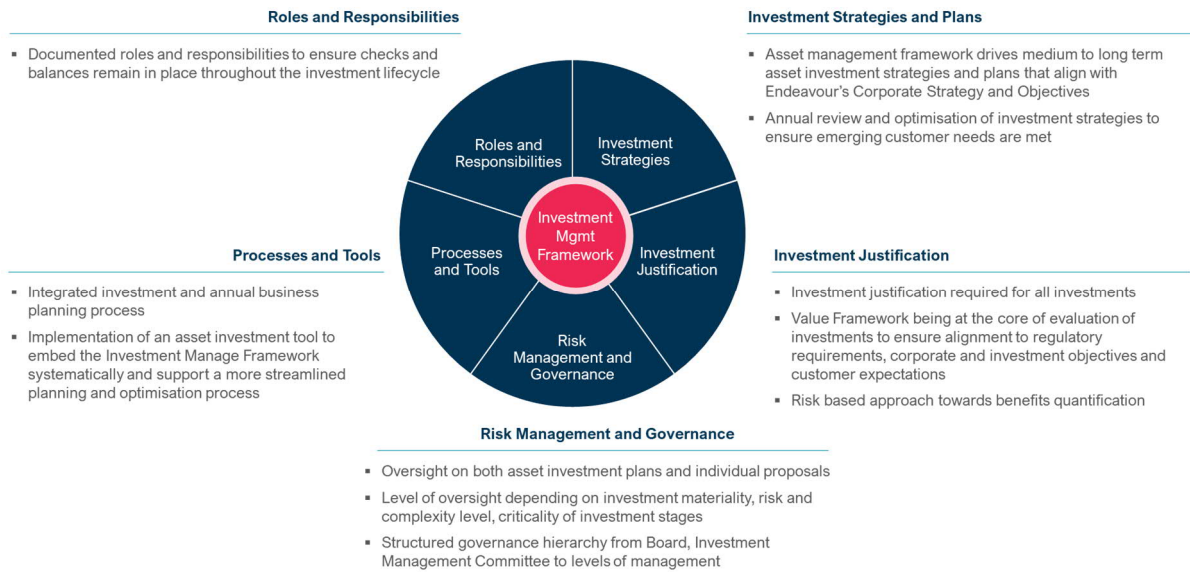 Roles and Responsibilities
▪ Documented roles and responsibilities to ensure checks and
balances remain in place throughout the investment lifecycle
Investment Strategies and Plans
▪ Asset management framework drives medium to long term
asset investment strategies and plans that align with
Endeavour's Corporate Strategy and Objectives
▪ Annual review and optimisation of investment strategies to
ensure emerging customer needs are met
Roles and
Responsibilities
Investment
Strategies
Investment
Mgmt
Framework
Processes
and Tools
Investment
Justification
Risk
Management and
Governance
Processes and Tools
▪ Integrated investment and annual business
planning process
▪ Implementation of an asset investment tool to
embed the Investment Manage Framework
systematically and support a more streamlined
planning and optimisation process
Investment Justification
▪ Investment justification required for all investments
▪ Value Framework being at the core of evaluation of
investments to ensure alignment to regulatory
requirements, corporate and investment objectives and
customer expectations
▪ Risk based approach towards benefits quantification
Risk Management and Governance
▪ Oversight on both asset investment plans and individual proposals
▪ Level of oversight depending on investment materiality, risk and
complexity level, criticality of investment stages
▪ Structured governance hierarchy from Board, Investment
Management Committee to levels of management